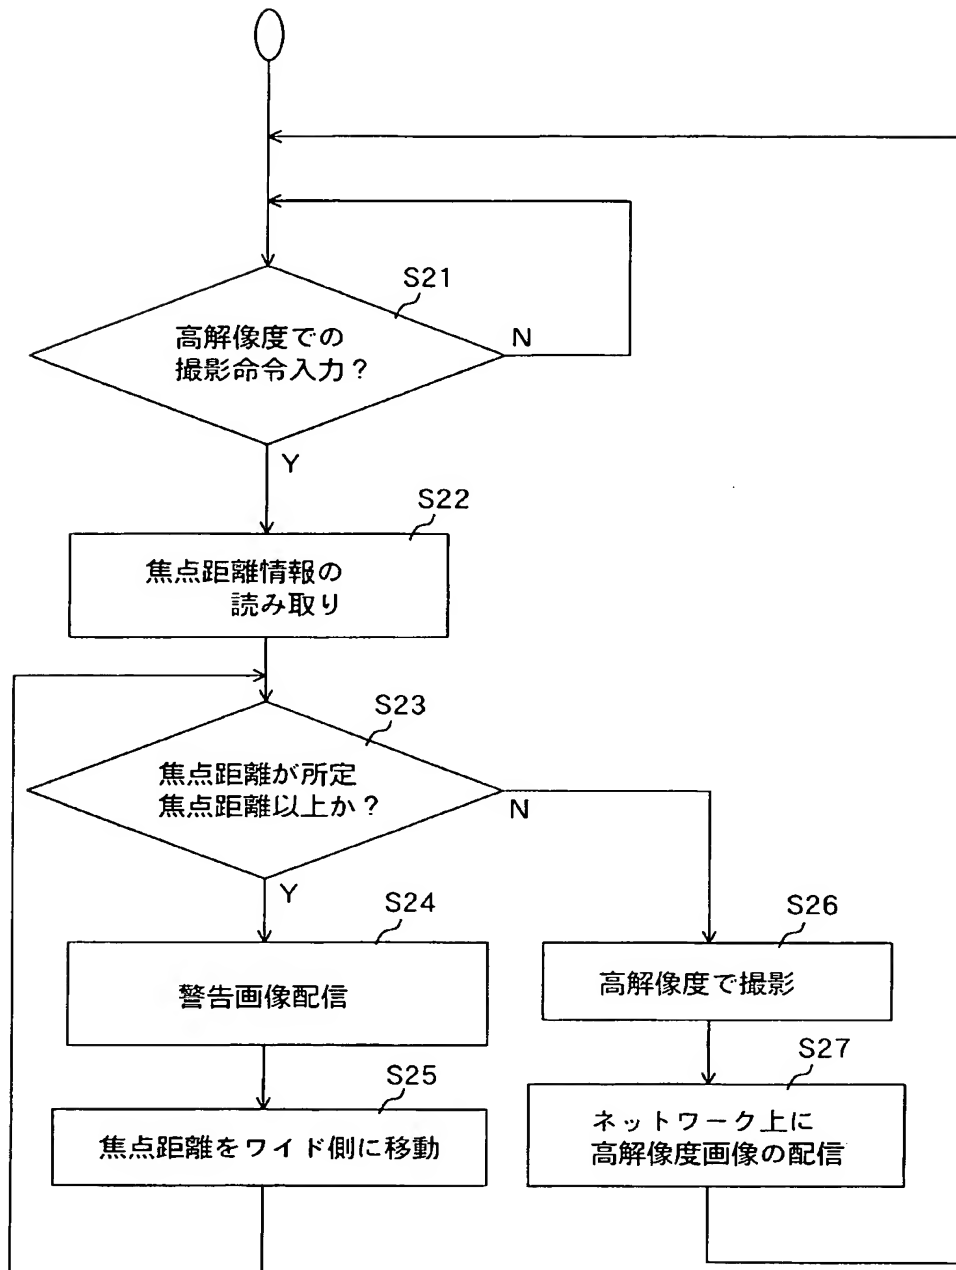 S21
高解像度での
撮影命令入力？
N
Y
S22
焦点距離情報の
読み取り
S23
焦点距離が所定
焦点距離以上か？
N
Y
S24
警告画像配信
S26
高解像度で撮影
S25
焦点距離をワイド側に移動
S27
ネットワーク上に
高解像度画像の配信